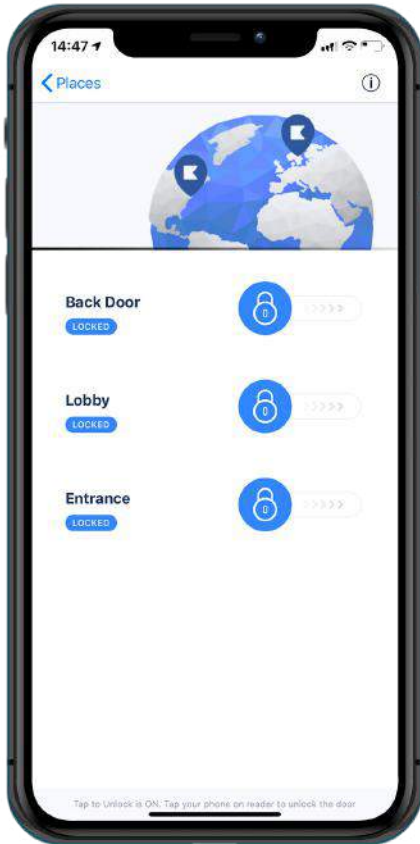 14:47
Places
Back Door
LOCKED
Lobby
LOCKED
Entrance
LOCKED
Tap to Unlock is ON. Tap your phone on reader to unlock the door